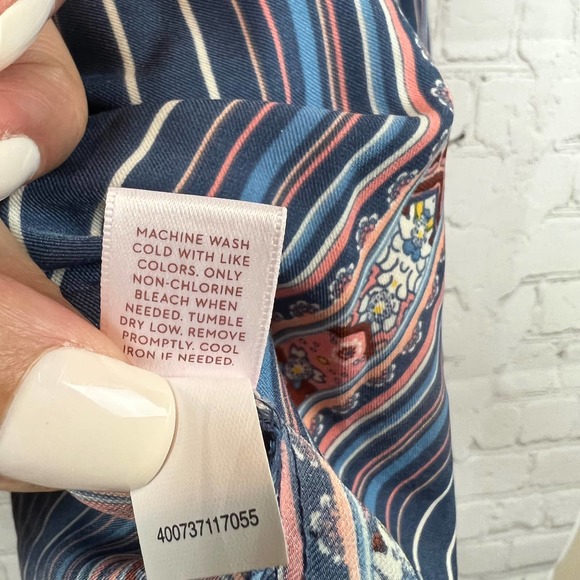 MACHINE WASH
COLD WITH LIKE
COLORS. ONLY
NON-CHLORINE
BLEACH WHEN
NEEDED. TUMBLE
DRY LOW. REMOVE
PROMPTLY. COOL
IRON IF NEEDED.
400737117055